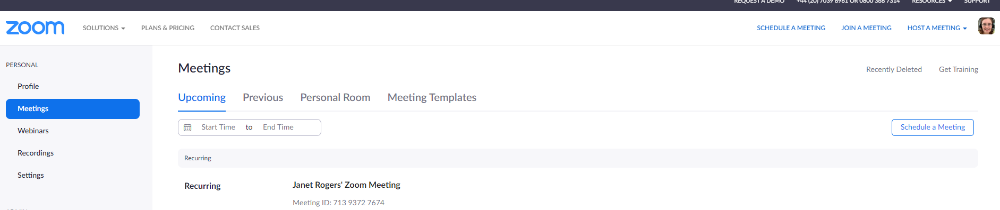 REQUEST A DEMO +44 (20) 7039 8961 OR 0800 368 7314 RESOURCES SUPPORT
zoom SOLUTIONS PLANS & PRICING CONTACT SALES SCHEDULE A MEETING JOIN A MEETING HOST A MEETING
PERSONAL
Profile
Meetings
Webinars
Recordings
Settings
Meetings
Recently Deleted Get Training
Upcoming Previous Personal Room Meeting Templates
Start Time to End Time
Schedule a Meeting
Recurring
Recurring Janet Rogers' Zoom Meeting
Meeting ID: 713 9372 7674